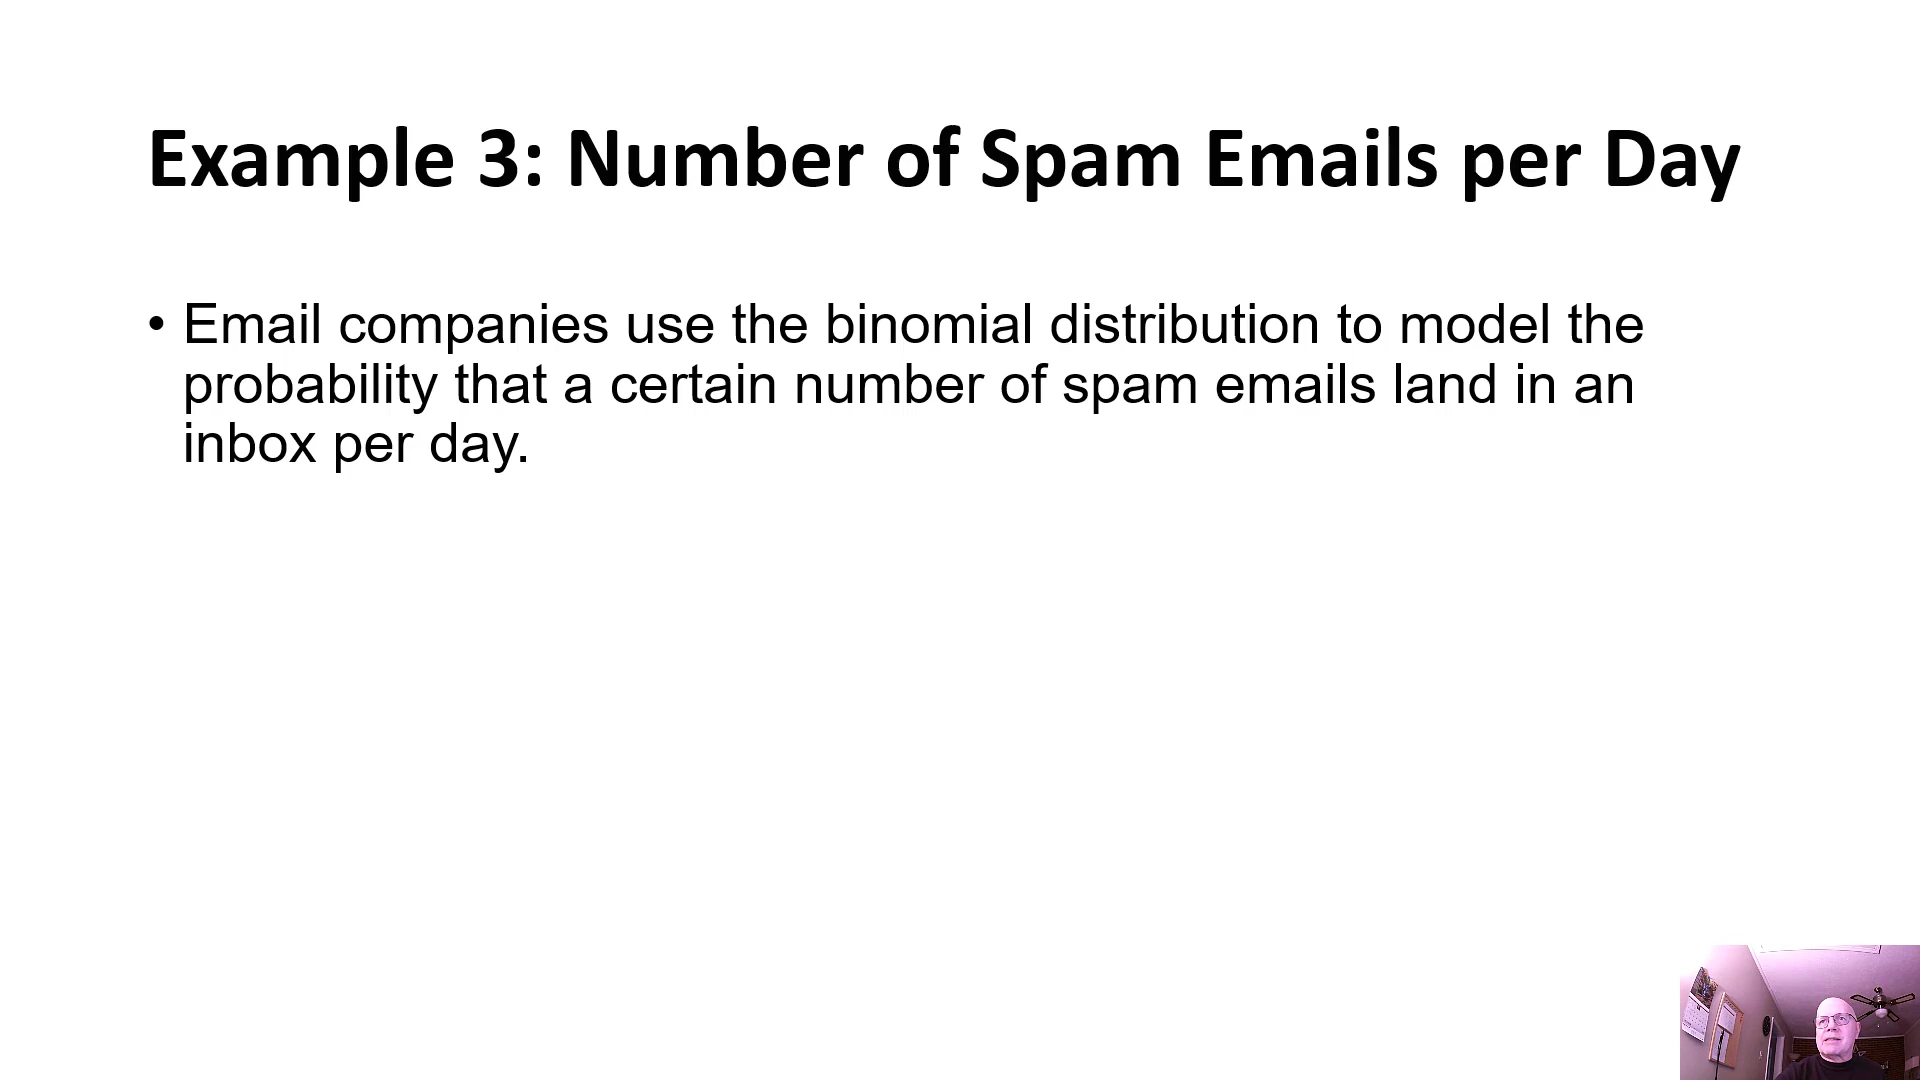 Example 3: Number of Spam Emails per Day
• Email companies use the binomial distribution to model the
probability that a certain number of spam emails land in an
inbox per day.